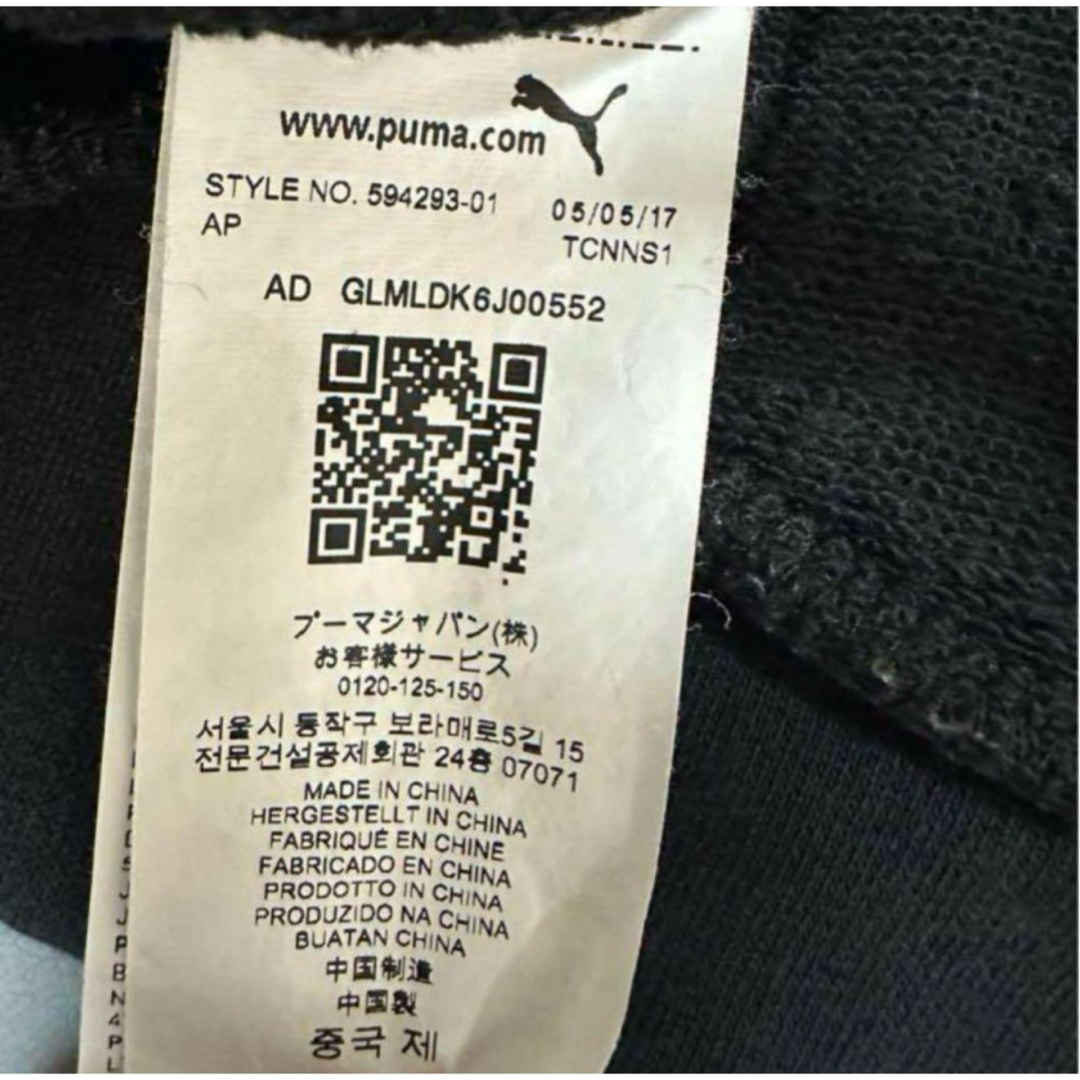 www.puma.com
STYLE NO. 594293-01 05/05/17
AP TCNNS1
AD GLMLDK6J00552
プーマジャパン(株)
お客様サービス
0120-125-150
서울시 동작구 보라매로5길 15
전문건설공제회관 24층 07071
MADE IN CHINA
HERGESTELLT IN CHINA
FABRIQUÉ EN CHINE
FABRICADO EN CHINA
PRODOTTO IN CHINA
PRODUZIDO NA CHINA
BUATAN CHINA
中国制造
中国製
중국 제